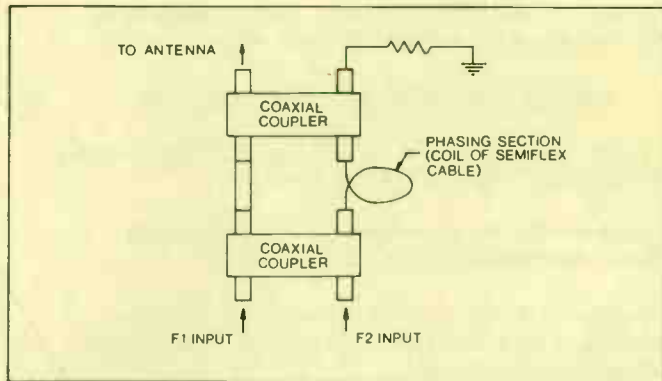 TO ANTENNA
COAXIAL
COUPLER
PHASING SECTION
(COIL OF SEMIFLEX
CABLE)
COAXIAL
COUPLER
F1 INPUT
F2 INPUT